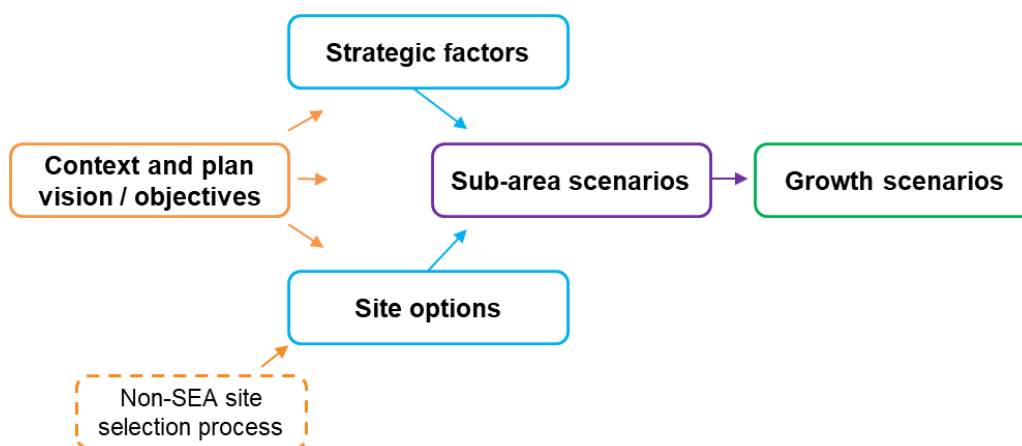 Strategic factors
Context and plan
vision / objectives
Sub-area scenarios
Growth scenarios
Site options
Non-SEA site
selection process